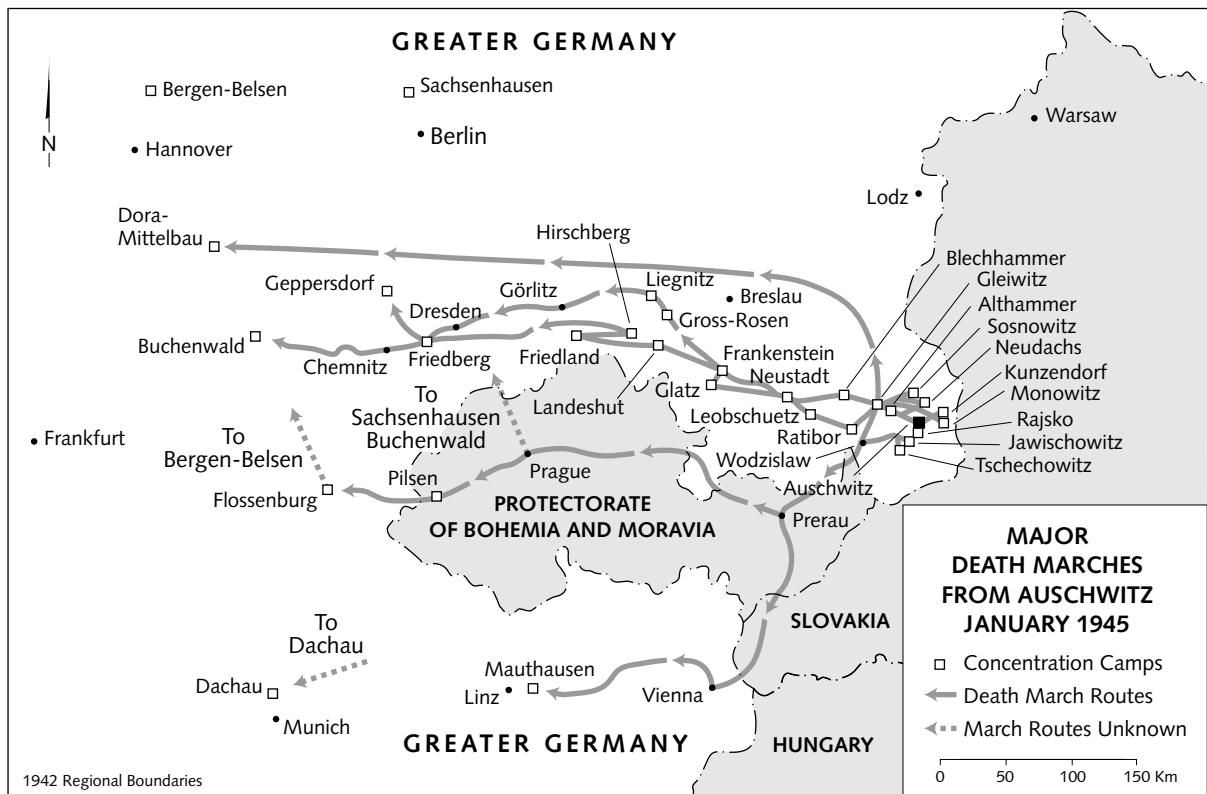 GREATER GERMANY
Bergen-Belsen
Sachsenhausen
N
Hannover
Berlin
Warsaw
Lodz
Dora-
Mittelbau
Hirschberg
Blechhammer
Gleiwitz
Althammer
Sosnowitz
Neudachs
Kunzendorf
Monowitz
Rajsko
Jawischowitz
Tschechowitz
Geppersdorf
Dresden
Görlitz
Liegnitz
Breslau
Gross-Rosen
Buchenwald
Chemnitz
Friedberg
Friedland
Landeshut
Frankenstein
Neustadt
Glatz
Leobschuetz
Ratibor
Wodzislaw
Auschwitz
To
Sachsenhausen
Buchenwald
Frankfurt
To
Bergen-Belsen
Flossenburg
Pilsen
Prague
PROTECTORATE
OF BOHEMIA AND MORAVIA
Prerau
SLOVAKIA
To
Dachau
Dachau
Munich
Mauthausen
Linz
Vienna
GREATER GERMANY
HUNGARY
MAJOR
DEATH MARCHES
FROM AUSCHWITZ
JANUARY 1945
Concentration Camps
Death March Routes
March Routes Unknown
0 50 100 150 Km
1942 Regional Boundaries